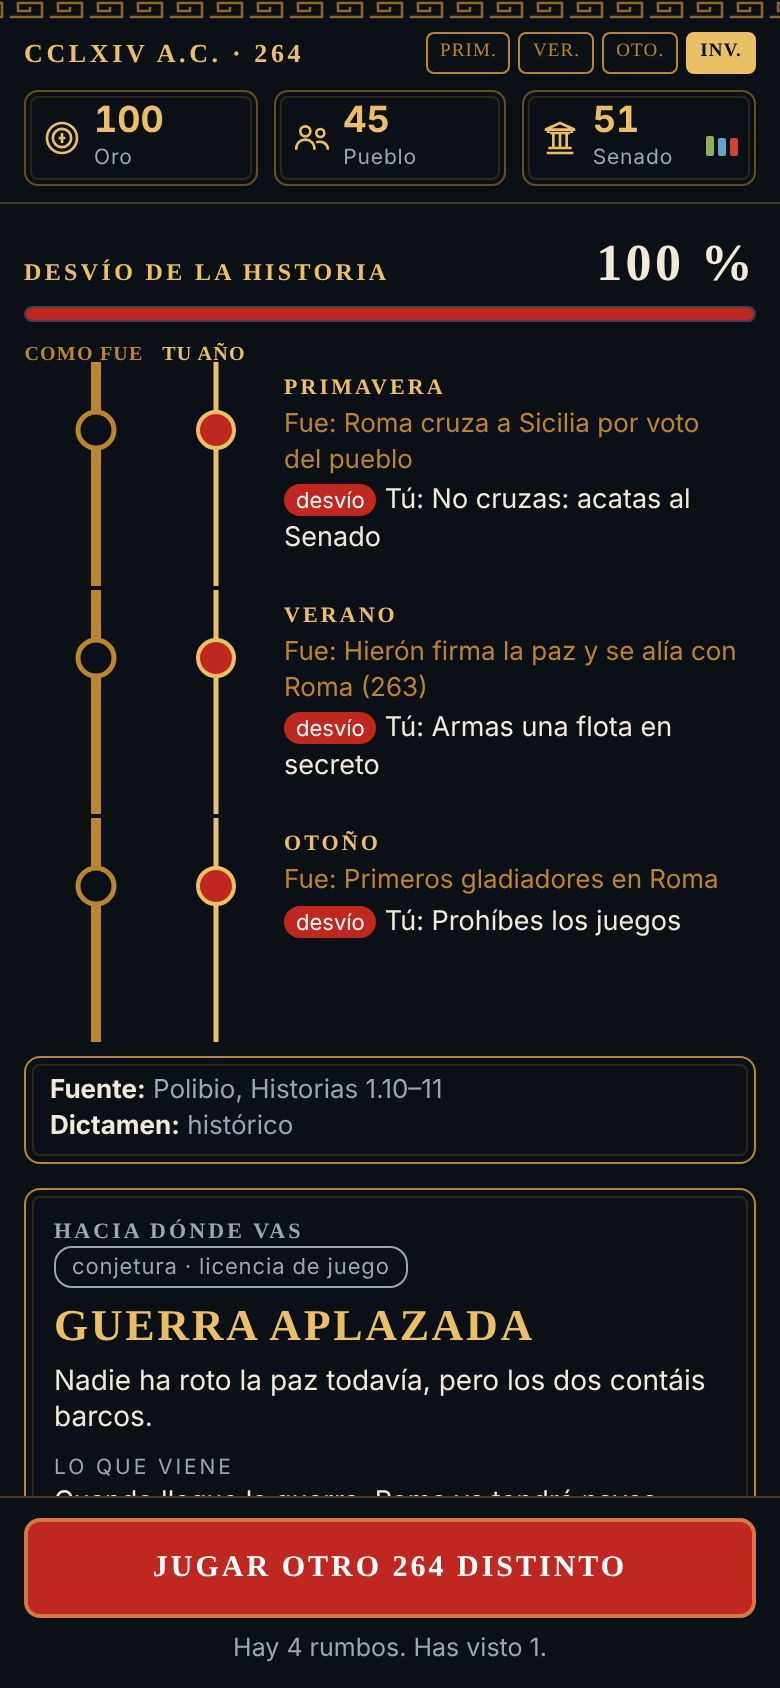 CCLXIV A.C. · 264
PRIM.
VER.
OTO.
INV.
100
Oro
45
Pueblo
51
Senado
DESVÍO DE LA HISTORIA
100 %
COMO FUE
TU AÑO
PRIMAVERA
Fue: Roma cruza a Sicilia por voto
del pueblo
desvío Tú: No cruzas: acatas al
Senado
VERANO
Fue: Hierón firma la paz y se alía con
Roma (263)
desvío Tú: Armas una flota en
secreto
OTOÑO
Fue: Primeros gladiadores en Roma
desvío Tú: Prohíbes los juegos
Fuente: Polibio, Historias 1.10–11
Dictamen: histórico
HACIA DÓNDE VAS
conjetura · licencia de juego
GUERRA APLAZADA
Nadie ha roto la paz todavía, pero los dos contáis
barcos.
LO QUE VIENE
JUGAR OTRO 264 DISTINTO
Hay 4 rumbos. Has visto 1.